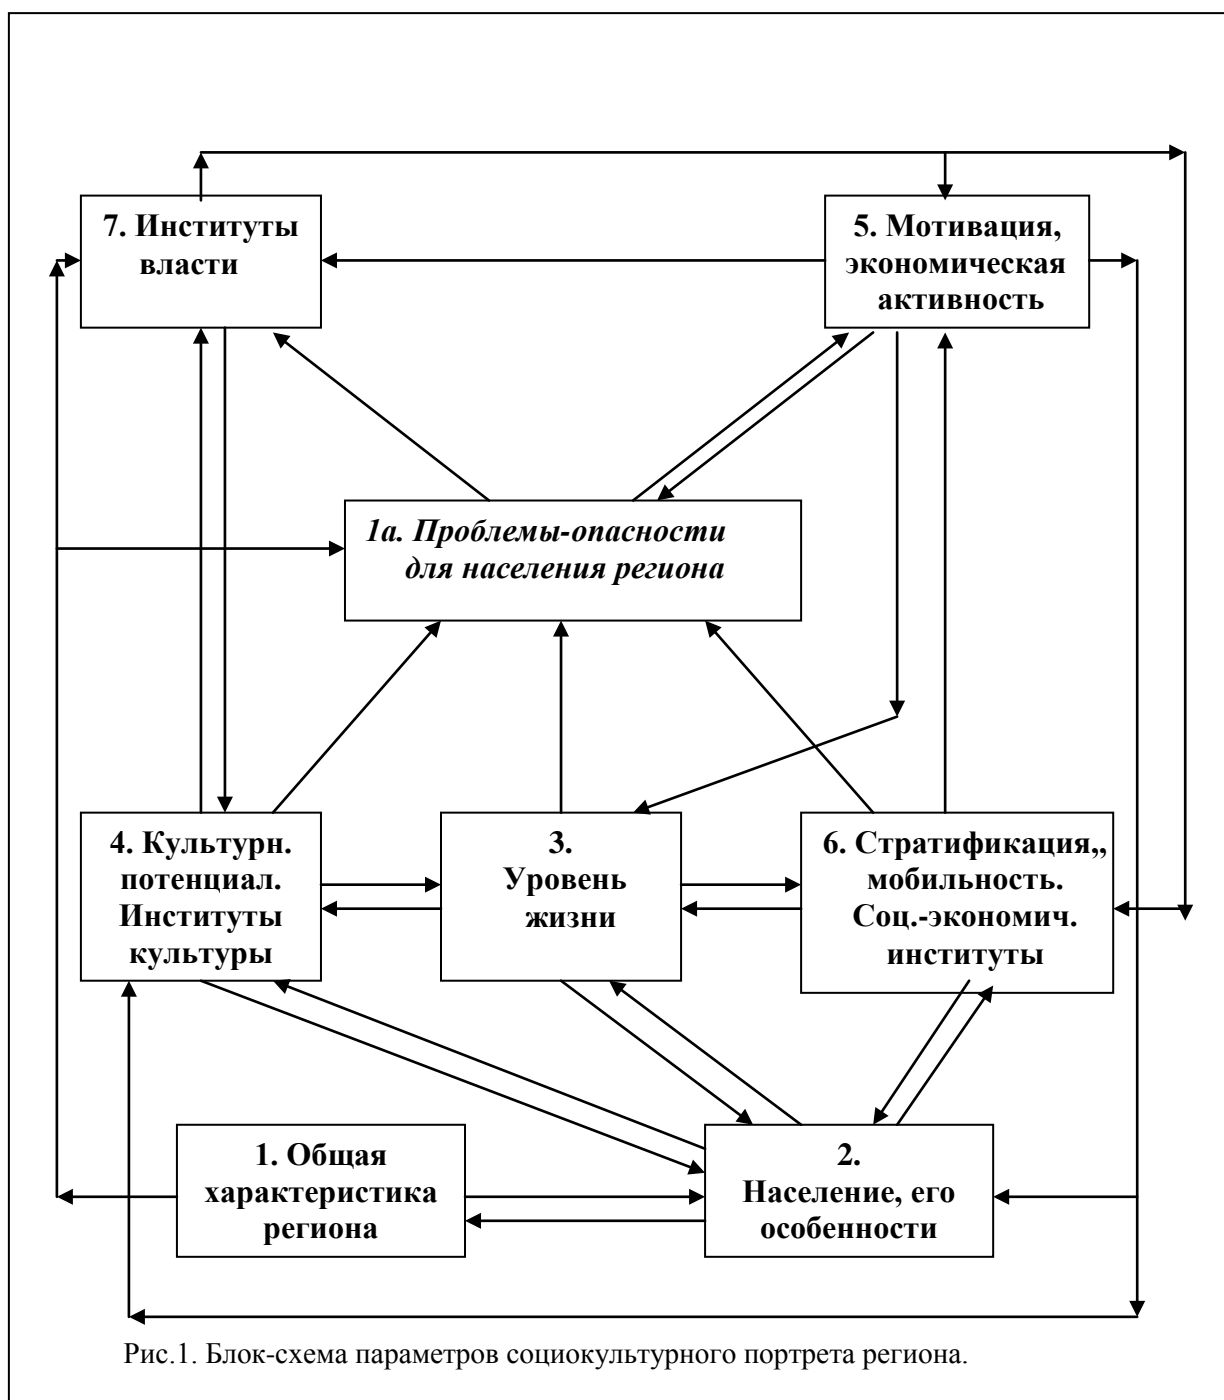 7. Институты
власти
5. Мотивация,
экономическая
активность
1а. Проблемы-опасности
для населения региона
4. Культурн.
потенциал.
Институты
культуры
3.
Уровень
жизни
6. Стратификация,,
мобильность.
Соц.-экономич.
институты
1. Общая
характеристика
региона
2.
Население, его
особенности
Рис.1. Блок-схема параметров социокультурного портрета региона.